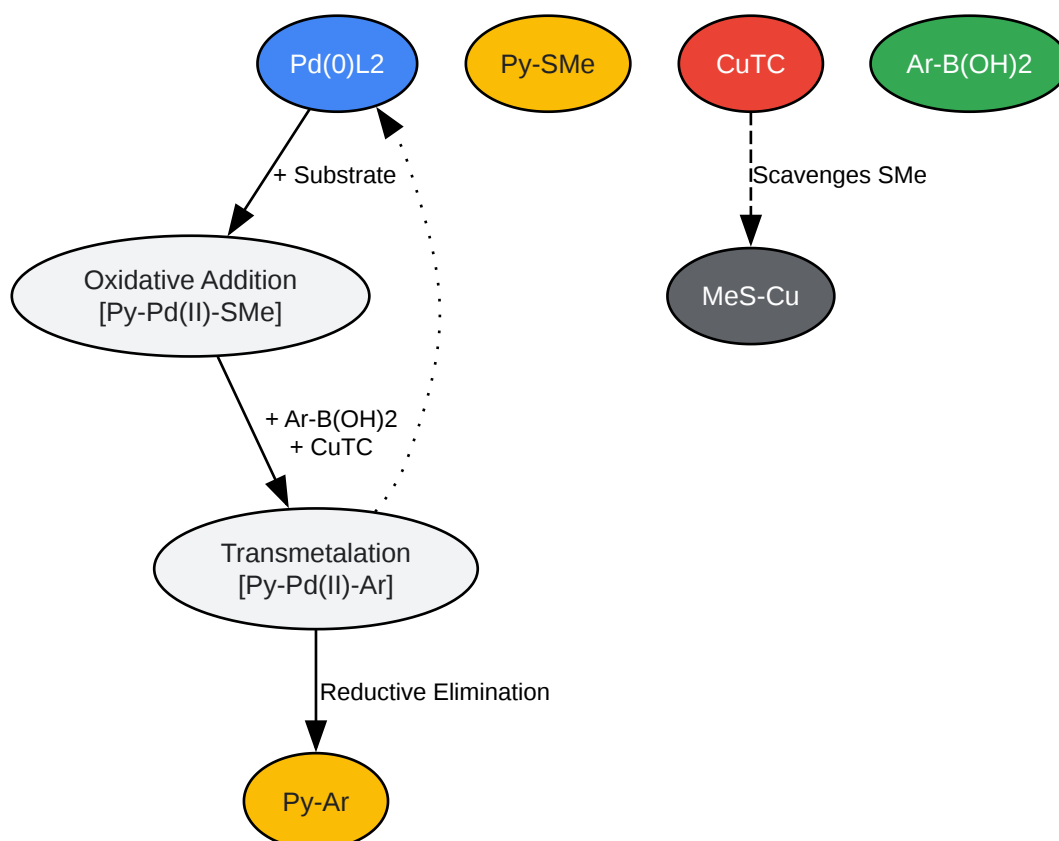 Pd(0)L2
Py-SMe
CuTC
Ar-B(OH)2
+ Substrate
Scavenges SMe
Oxidative Addition
[Py-Pd(II)-SMe]
MeS-Cu
+ Ar-B(OH)2
+ CuTC
Transmetalation
[Py-Pd(II)-Ar]
Reductive Elimination
Py-Ar